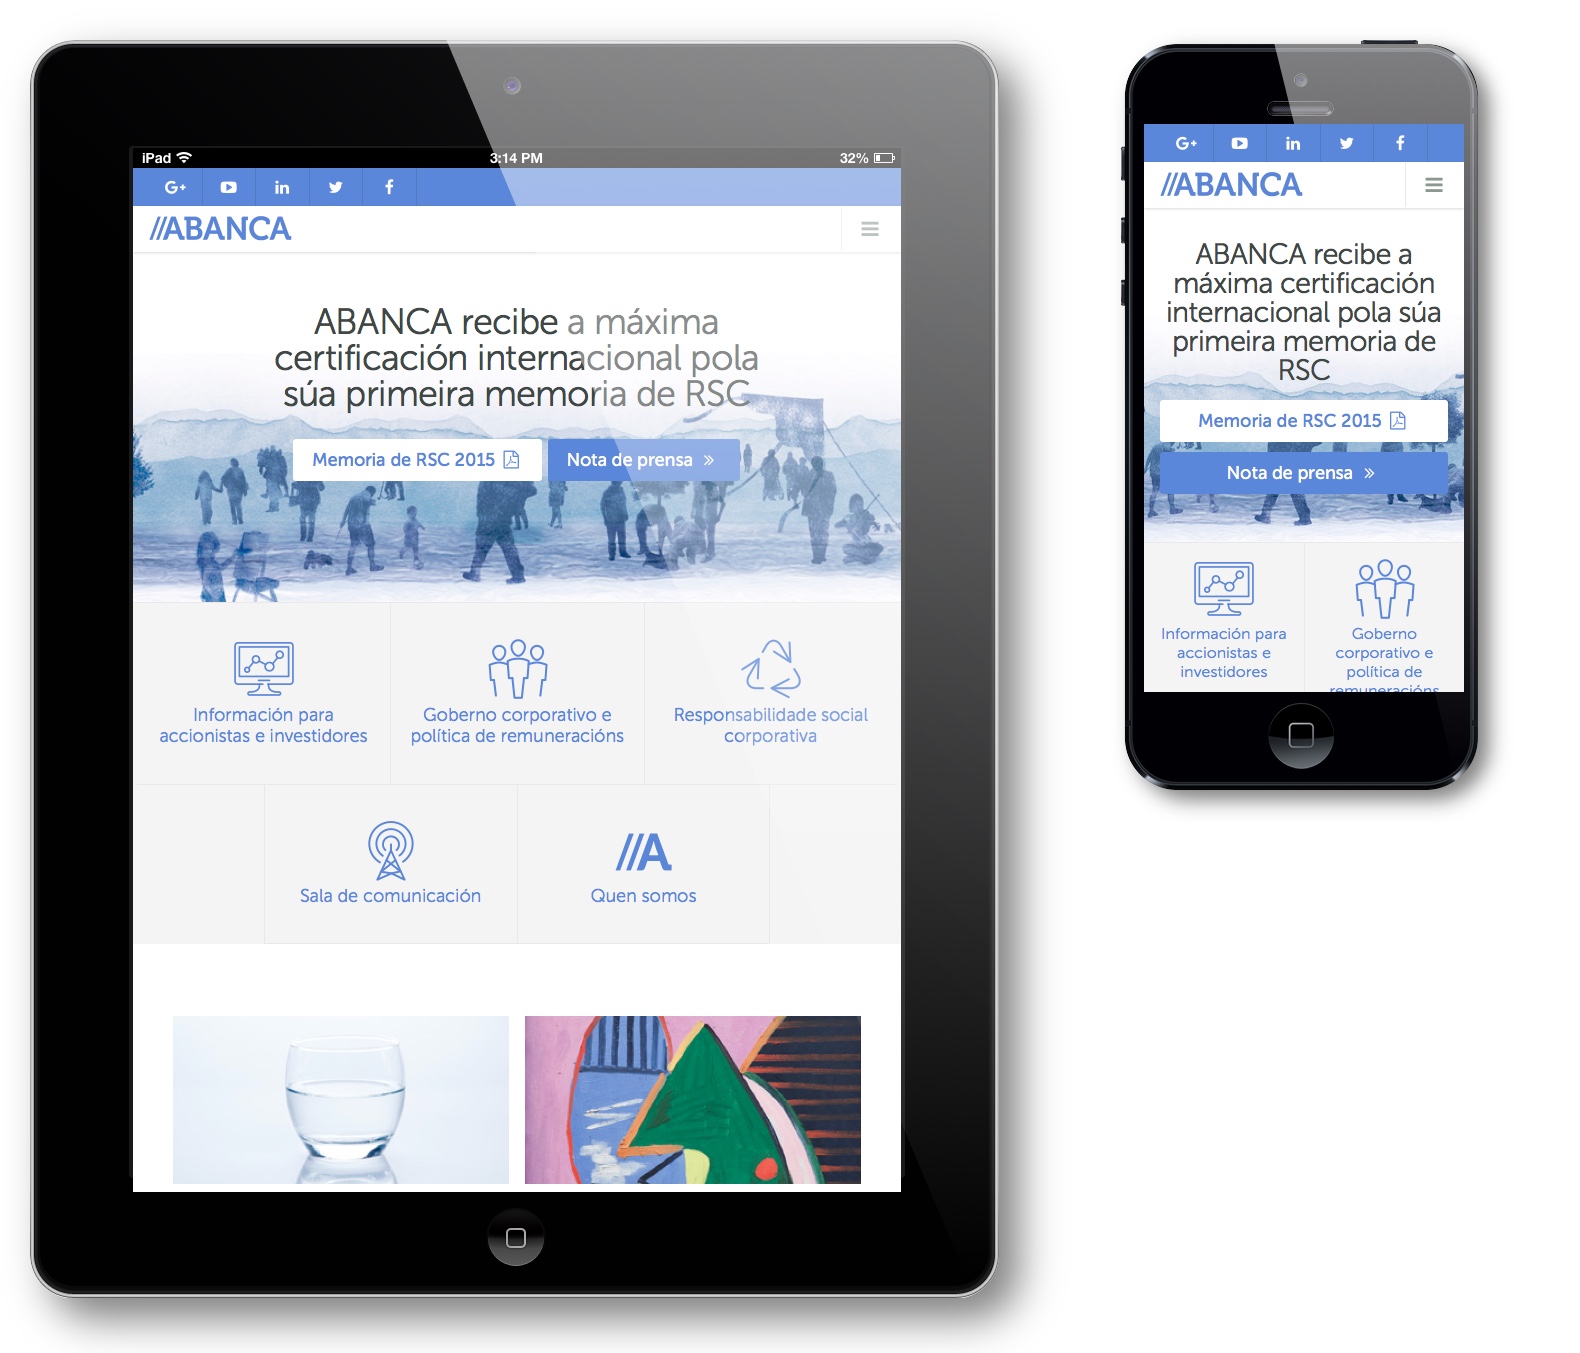 iPad 3:14 PM 32%
G+ in f
//ABANCA
ABANCA recibe a máxima
certificación internacional pola
súa primeira memoria de RSC
Memoria de RSC 2015 Nota de prensa »
Información para
accionistas e investidores
Goberno corporativo e
política de remuneracións
Responsabilidade social
corporativa
Sala de comunicación
//A
Quen somos
G+ in f
//ABANCA
ABANCA recibe a
máxima certificación
internacional pola súa
primeira memoria de
RSC
Memoria de RSC 2015
Nota de prensa »
Información para
accionistas e
investidores
Goberno
corporativo e
política de
remuneracións